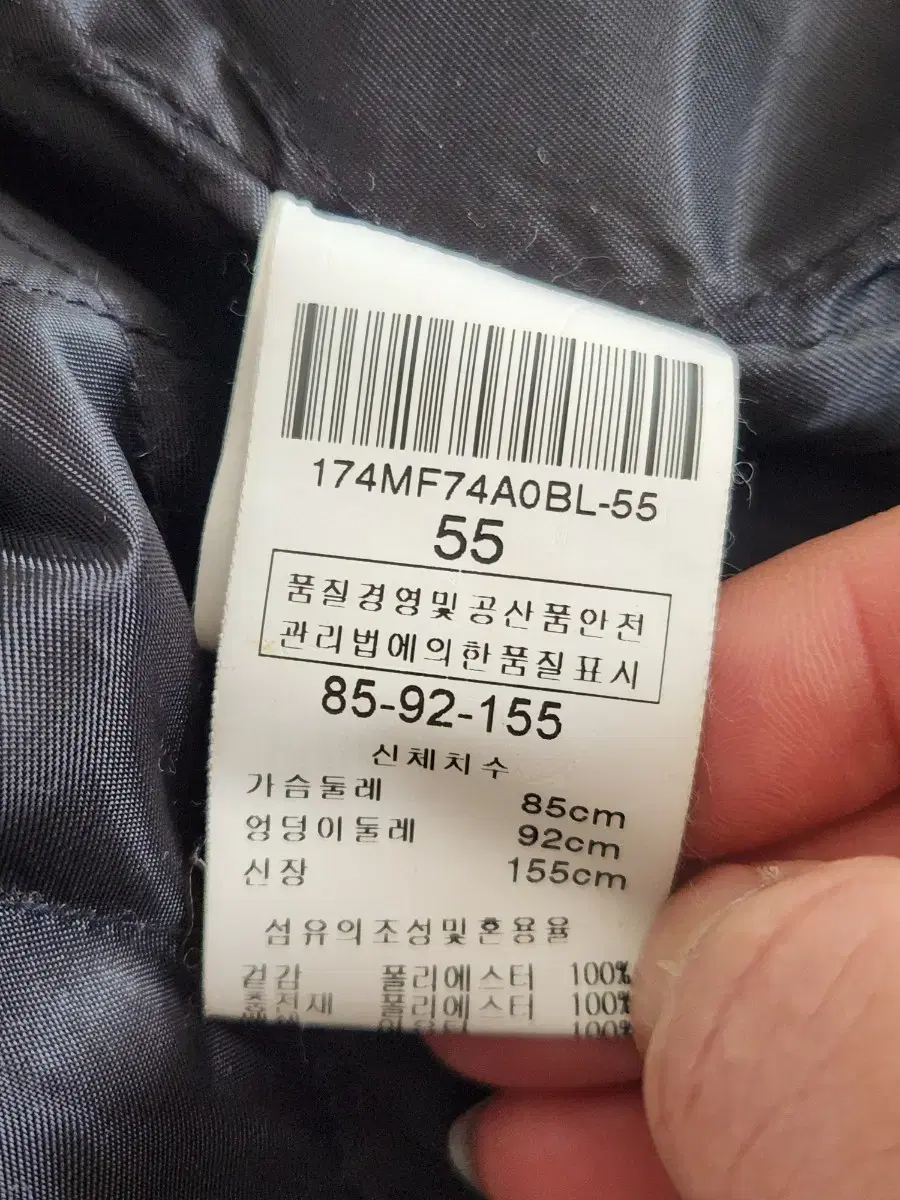 174MF74A0BL-55
55
품질경영및공산품안전
관리법에의한품질표시
85-92-155
신체치수
가슴둘레 85cm
엉덩이둘레 92cm
신장 155cm
섬유의조성및혼용율
겉감 폴리에스터 100%
충전재 폴리에스터 100%
100%